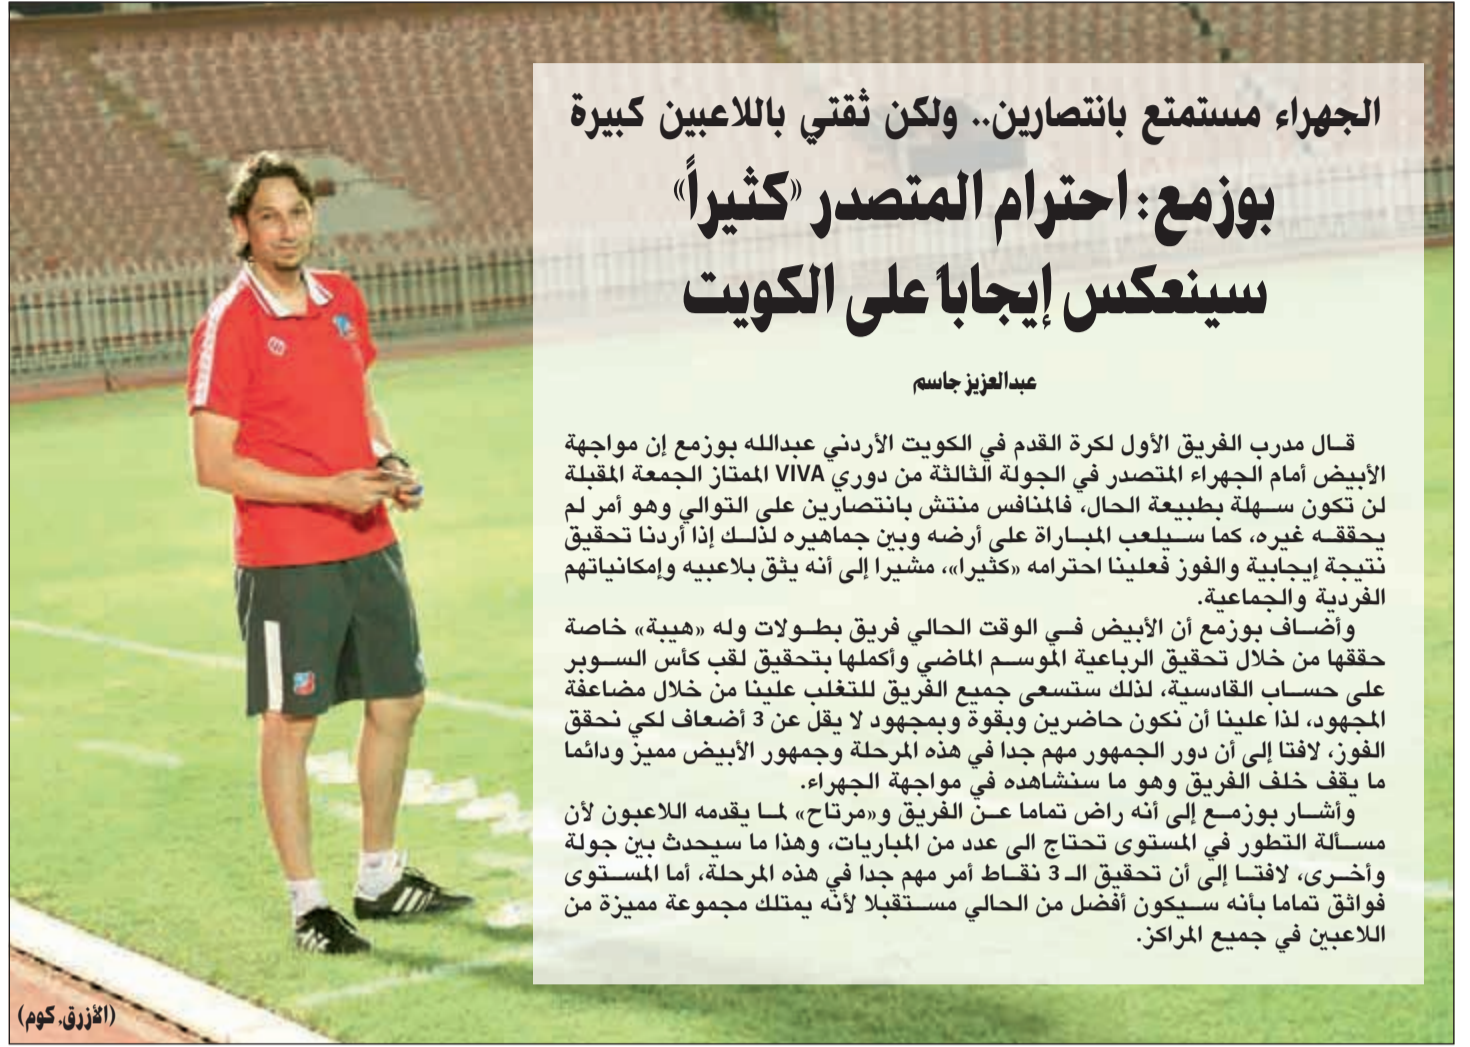 الجهراء مستمتع بانتصارين.. ولكن ثقتي باللاعبين كبيرة
بوزمع: احترام المتصدر «كثيراً»
سينعكس إيجاباً على الكويت
عبدالعزيز جاسم
قال مدرب الفريق الأول لكرة القدم في الكويت الأردني عبدالله بوزمع إن مواجهة
الأبيض أمام الجهراء المتصدر في الجولة الثالثة من دوري VIVA الممتاز الجمعة المقبلة
لن تكون سهلة بطبيعة الحال، فالمنافس منتش بانتصارين على التوالي وهو أمر لم
يحققه غيره، كما سيلعب المباراة على أرضه وبين جماهيره لذلك إذا أردنا تحقيق
نتيجة إيجابية والفوز فعلينا احترامه «كثيرا»، مشيرا إلى أنه يثق بلاعبيه وإمكانياتهم
الفردية والجماعية.
وأضاف بوزمع أن الأبيض في الوقت الحالي فريق بطولات وله «هيبة» خاصة
حققها من خلال تحقيق الرباعية الموسم الماضي وأكملها بتحقيق لقب كأس السوبر
على حساب القادسية، لذلك ستسعى جميع الفريق للتغلب علينا من خلال مضاعفة
المجهود، لذا علينا أن نكون حاضرين وبقوة وبمجهود لا يقل عن 3 أضعاف لكي نحقق
الفوز، لافتا إلى أن دور الجمهور مهم جدا في هذه المرحلة وجمهور الأبيض مميز ودائما
ما يقف خلف الفريق وهو ما سنشاهده في مواجهة الجهراء.
وأشار بوزمع إلى أنه راض تماما عن الفريق و«مرتاح» لما يقدمه اللاعبون لأن
مسألة التطور في المستوى تحتاج الى عدد من المباريات، وهذا ما سيحدث بين جولة
وأخرى، لافتا إلى أن تحقيق الـ 3 نقاط أمر مهم جدا في هذه المرحلة، أما المستوى
فواثق تماما بأنه سيكون أفضل من الحالي مستقبلا لأنه يمتلك مجموعة مميزة من
اللاعبين في جميع المراكز.
(الأزرق.كوم)